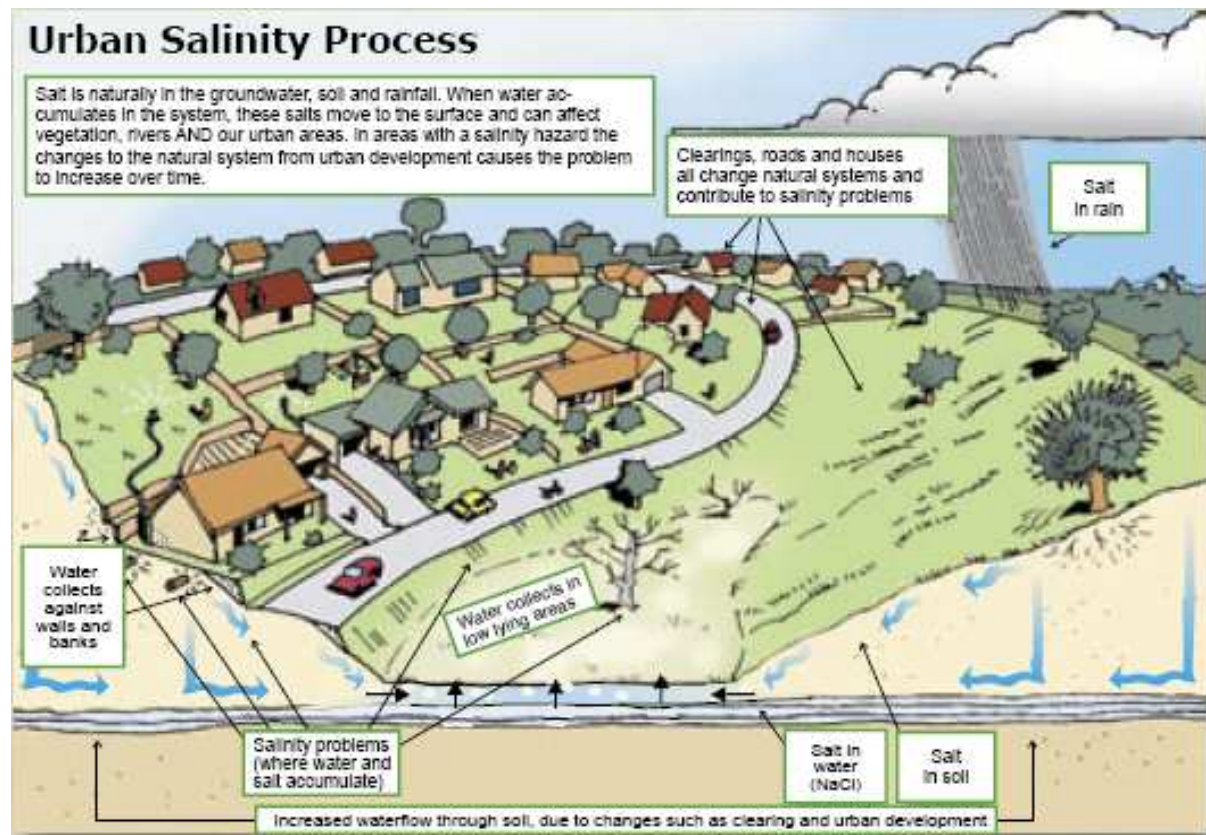 Urban Salinity Process
Salt is naturally in the groundwater, soil and rainfall. When water ac-
cumulates in the system, these salts move to the surface and can affect
vegetation, rivers AND our urban areas. In areas with a salinity hazard the
changes to the natural system from urban development causes the problem
to increase over time.
Clearings, roads and houses
all change natural systems and
contribute to salinity problems
Salt
in rain
Water
collects
against
walls and
banks
Water collects in
low lying areas
Salinity problems
(where water and
salt accumulate)
Salt in
water
(NaCl)
Salt
in soil
Increased waterflow through soil, due to changes such as clearing and urban development